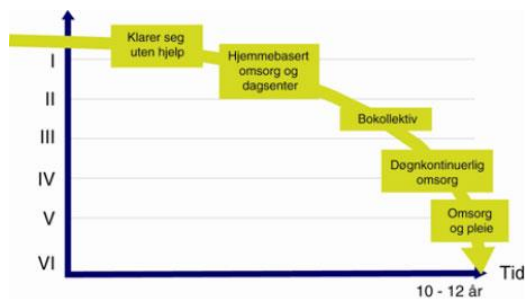 Klarer seg
uten hjelp
I
Hjemmebasert
omsorg og
dagsenter
II
Bokollektiv
III
Døgnkontinuerlig
omsorg
IV
Omsorg
og pleie
V
VI
Tid
10 - 12 år